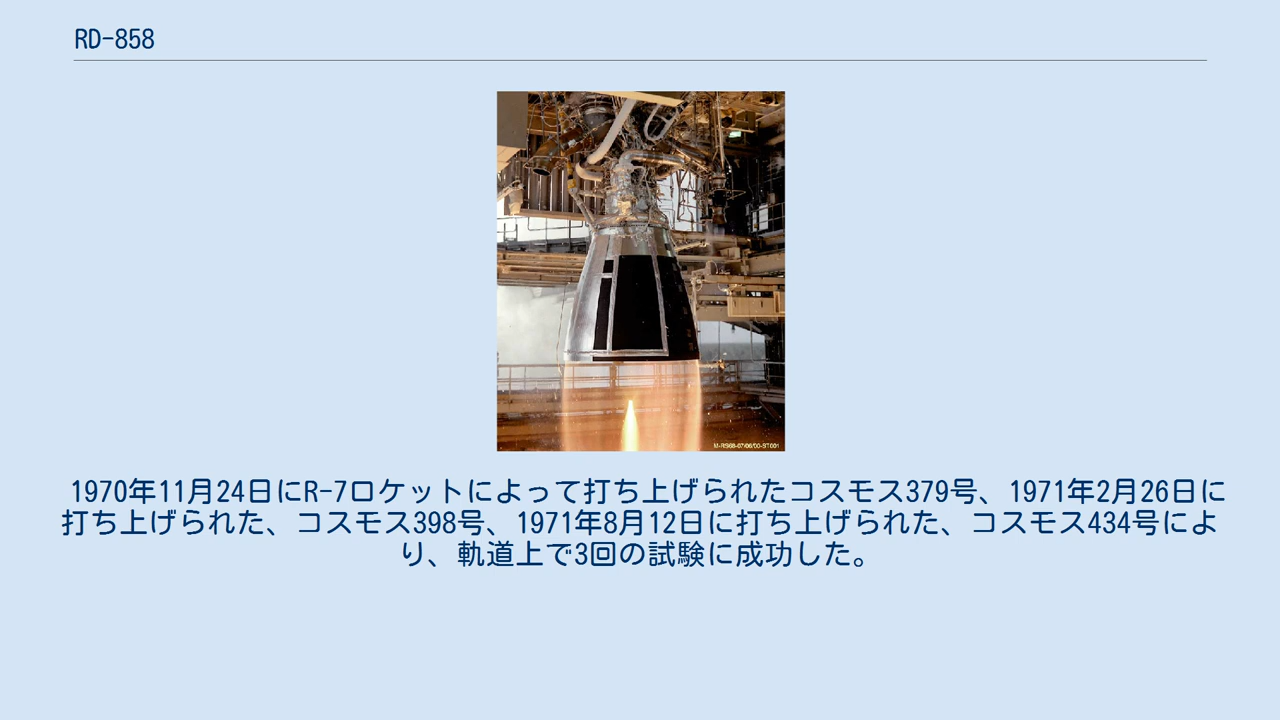 RD-858
M-RS68-07/06/00-ST001
1970年11月24日にR-7ロケットによって打ち上げられたコスモス379号、1971年2月26日に
打ち上げられた、コスモス398号、1971年8月12日に打ち上げられた、コスモス434号によ
り、軌道上で3回の試験に成功した。